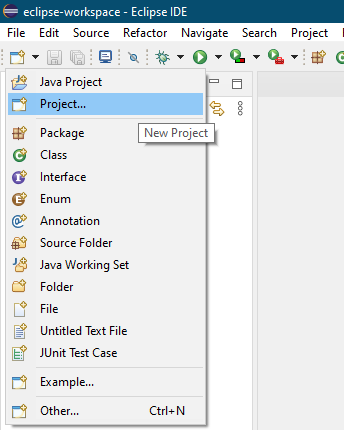 eclipse-workspace - Eclipse IDE
File Edit Source Refactor Navigate Search Project
Java Project
Project...
New Project
Package
Class
Interface
Enum
Annotation
Source Folder
Java Working Set
Folder
File
Untitled Text File
JUnit Test Case
Example...
Other... Ctrl+N